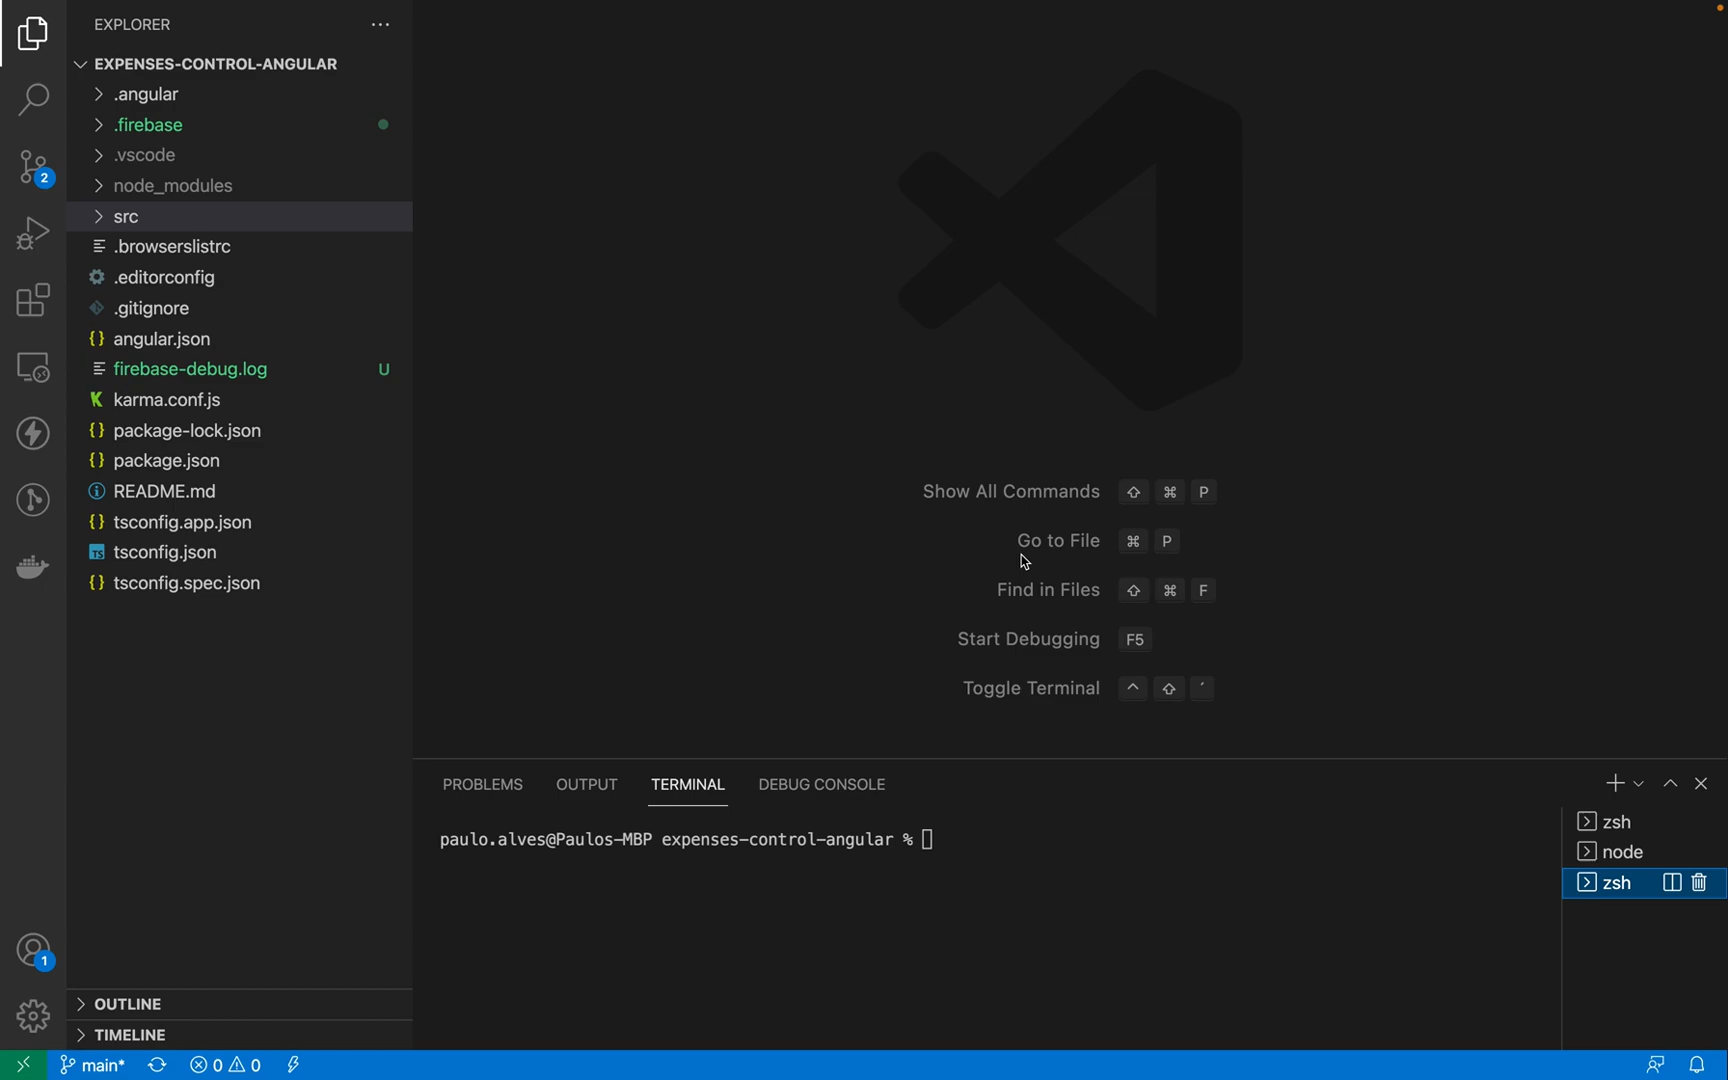 EXPLORER
EXPENSES-CONTROL-ANGULAR
.angular
.firebase
.vscode
node_modules
src
.browserslistrc
.editorconfig
.gitignore
angular.json
firebase-debug.log U
karma.conf.js
package-lock.json
package.json
README.md
tsconfig.app.json
tsconfig.json
tsconfig.spec.json
OUTLINE
TIMELINE
2
1
Show All Commands ⇧ ⌘ P
Go to File ⌘ P
Find in Files ⇧ ⌘ F
Start Debugging F5
Toggle Terminal ^ ⇧ ´
PROBLEMS OUTPUT TERMINAL DEBUG CONSOLE
paulo.alves@Paulos-MBP expenses-control-angular %
zsh
node
zsh
main* 0 0